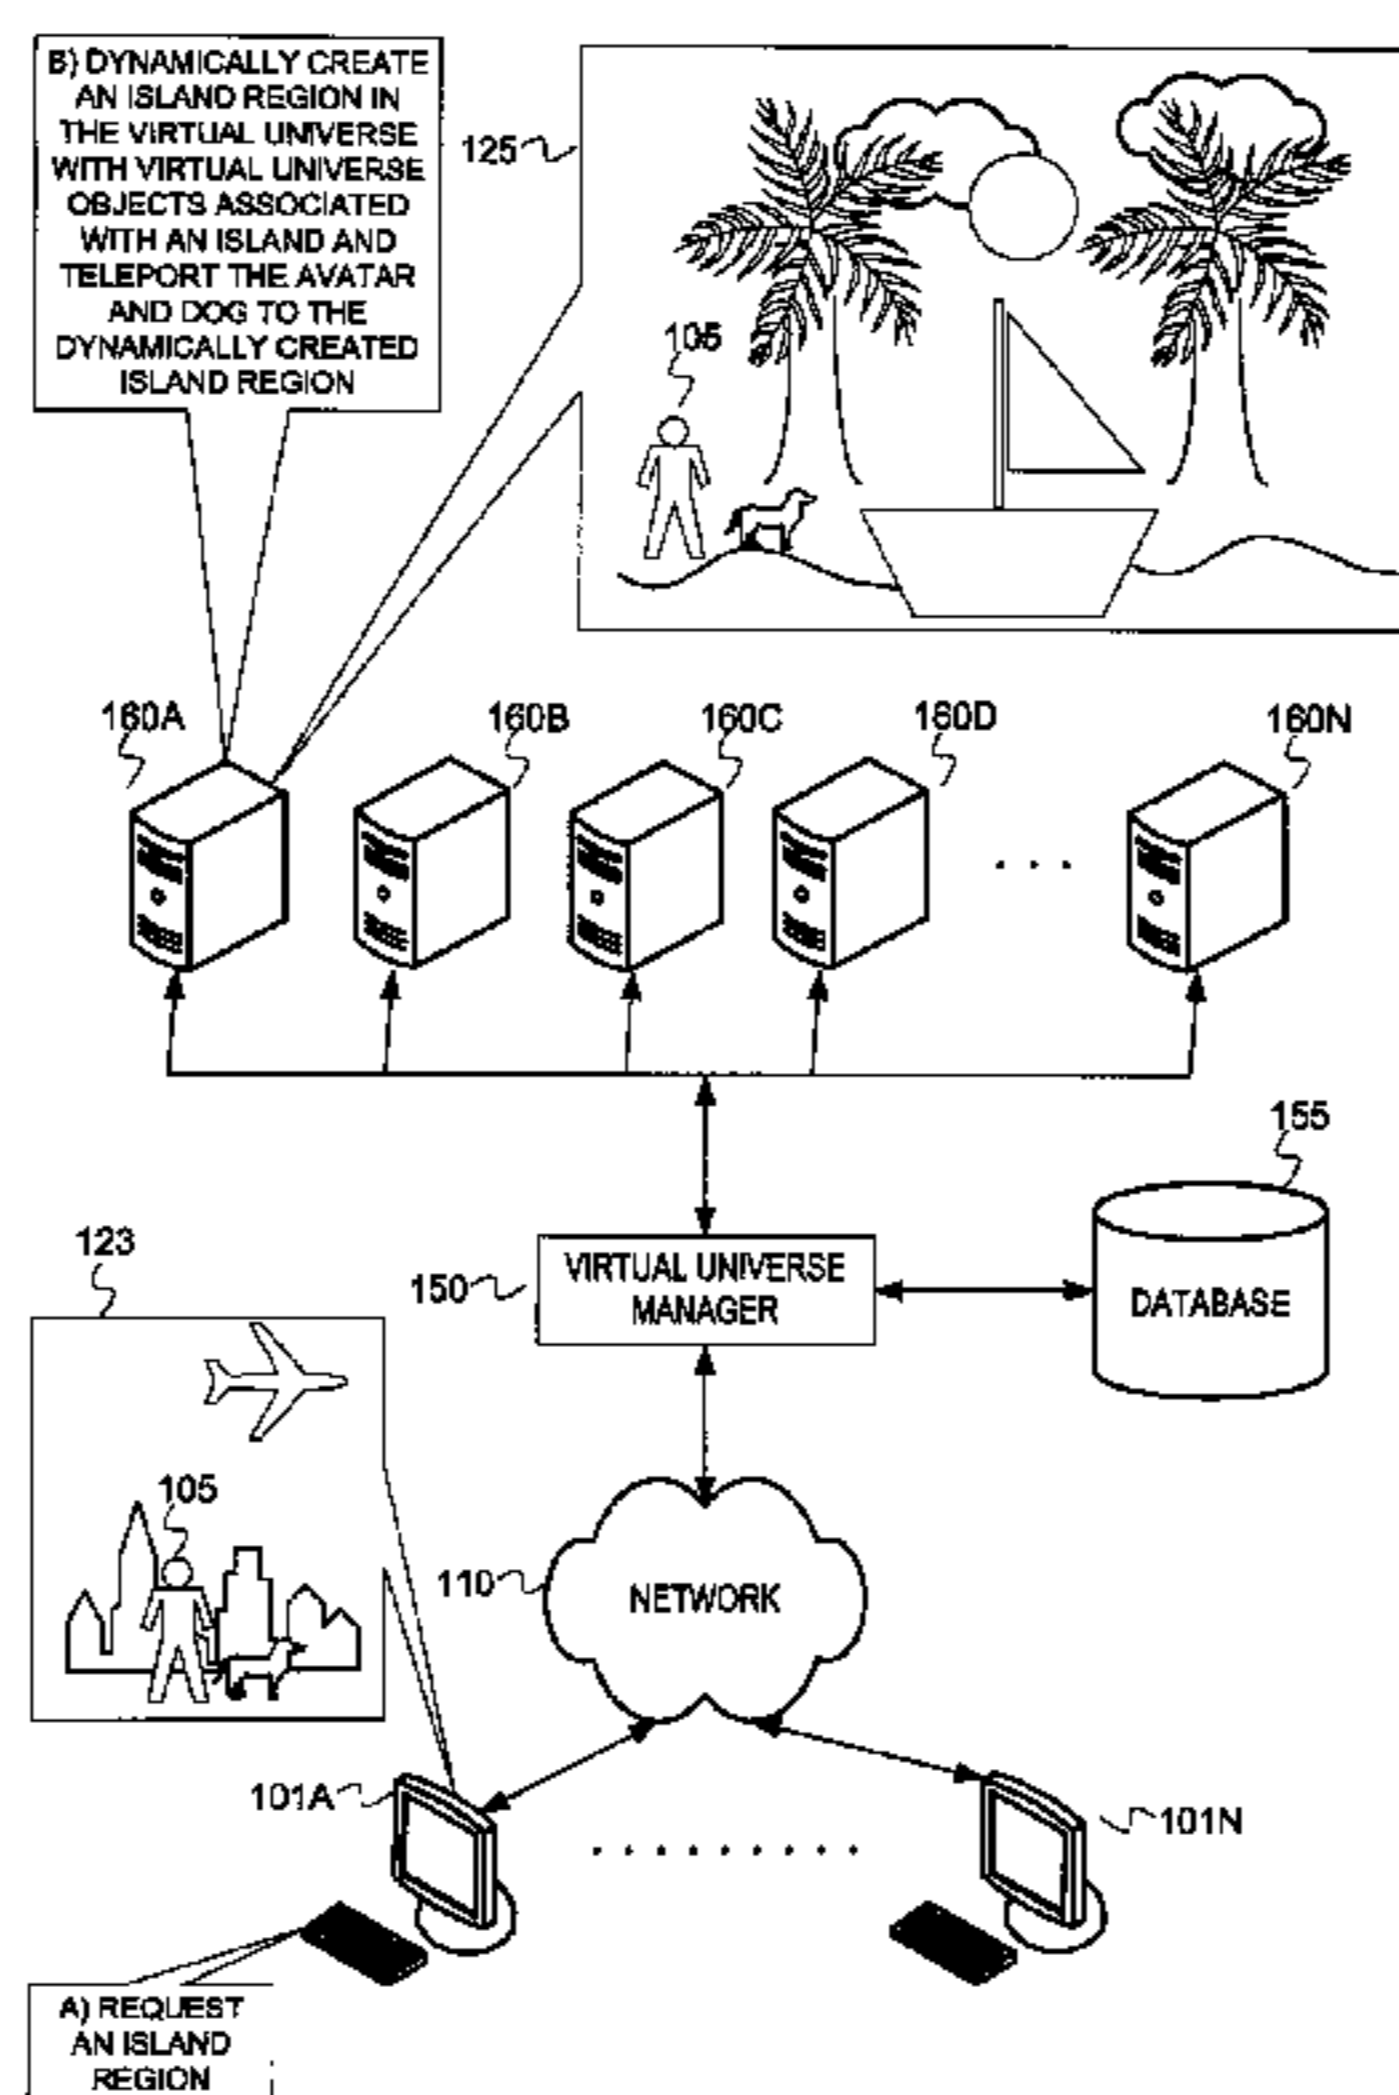 B) DYNAMICALLY CREATE
AN ISLAND REGION IN
THE VIRTUAL UNIVERSE
WITH VIRTUAL UNIVERSE
OBJECTS ASSOCIATED
WITH AN ISLAND AND
TELEPORT THE AVATAR
AND DOG TO THE
DYNAMICALLY CREATED
ISLAND REGION
125
105
160A
160B
160C
160D
160N
155
123
150
VIRTUAL UNIVERSE
MANAGER
DATABASE
105
110
NETWORK
101A
101N
A) REQUEST
AN ISLAND
REGION